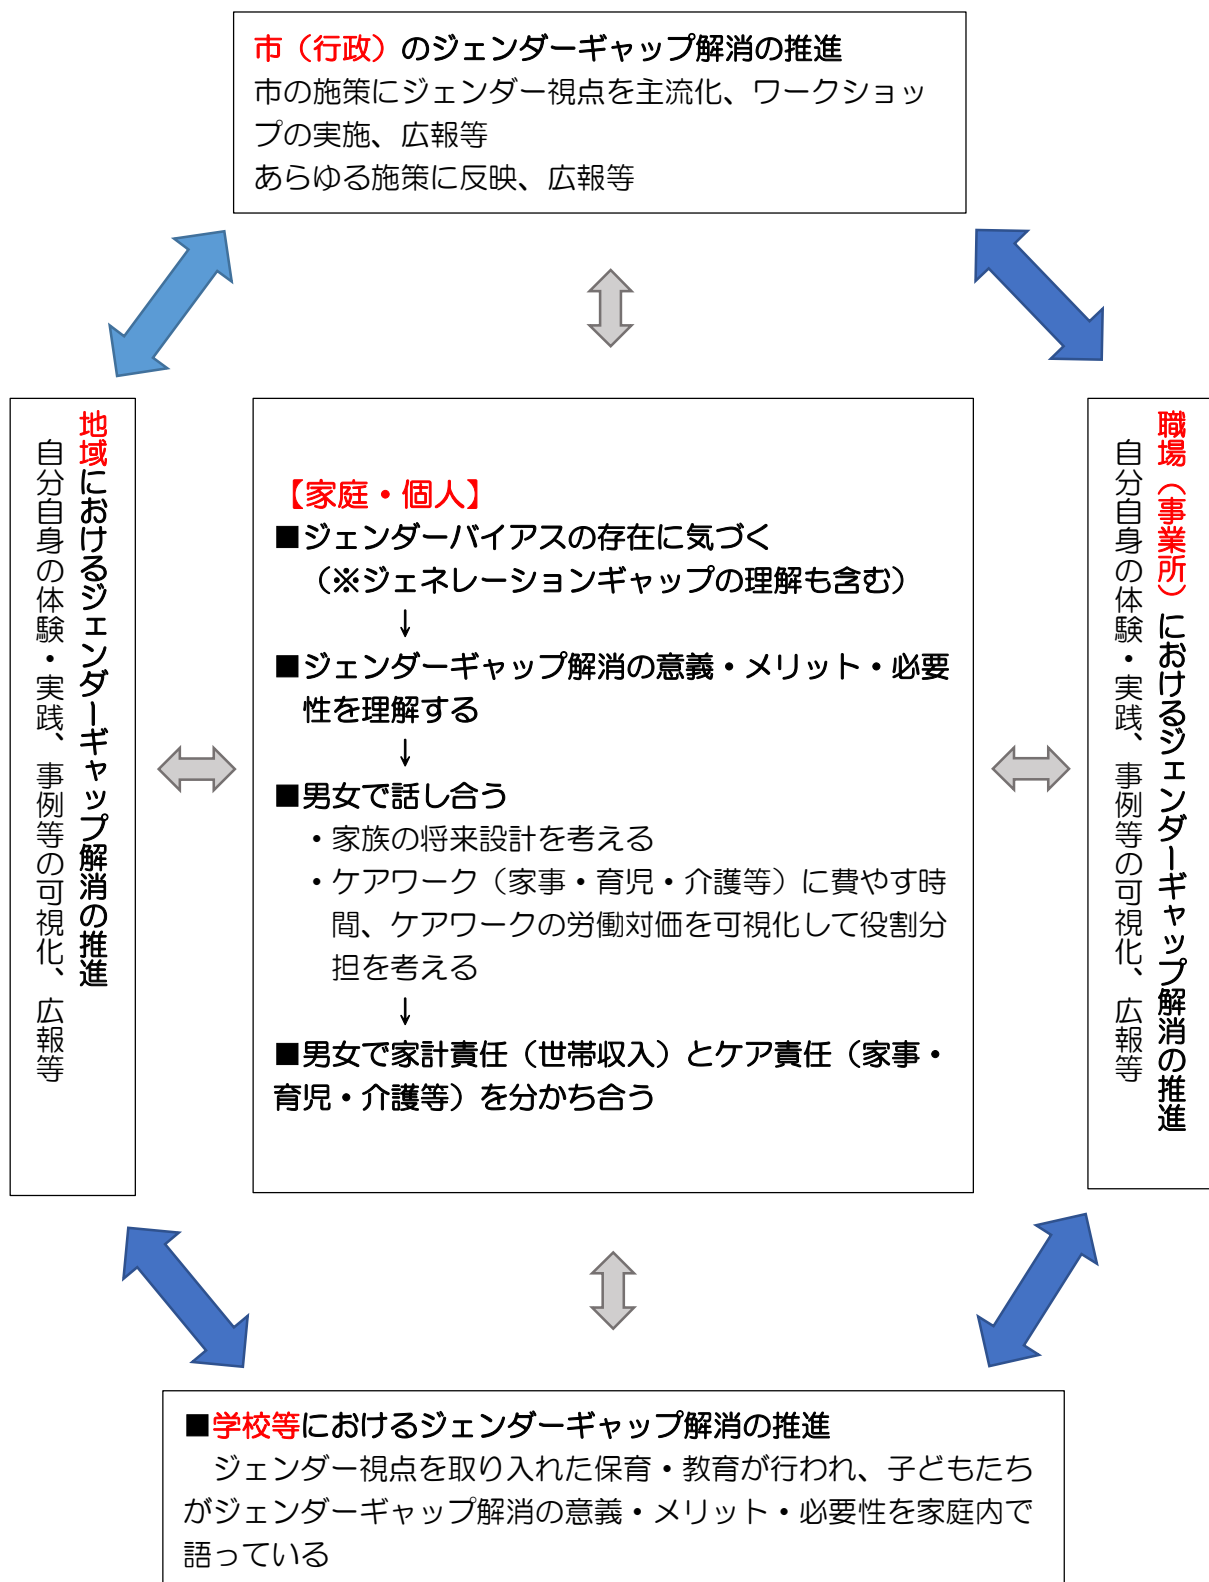 市（行政）のジェンダーギャップ解消の推進
市の施策にジェンダー視点を主流化、ワークショッ
プの実施、広報等
あらゆる施策に反映、広報等
地域におけるジェンダーギャップ解消の推進
自分自身の体験・実践、事例等の可視化、広報等
【家庭・個人】
■ジェンダーバイアスの存在に気づく
（※ジェネレーションギャップの理解も含む）
↓
■ジェンダーギャップ解消の意義・メリット・必要
性を理解する
↓
■男女で話し合う
・家族の将来設計を考える
・ケアワーク（家事・育児・介護等）に費やす時
間、ケアワークの労働対価を可視化して役割分
担を考える
↓
■男女で家計責任（世帯収入）とケア責任（家事・
育児・介護等）を分かち合う
職場（事業所）におけるジェンダーギャップ解消の推進
自分自身の体験・実践、事例等の可視化、広報等
■学校等におけるジェンダーギャップ解消の推進
ジェンダー視点を取り入れた保育・教育が行われ、子どもたち
がジェンダーギャップ解消の意義・メリット・必要性を家庭内で
語っている